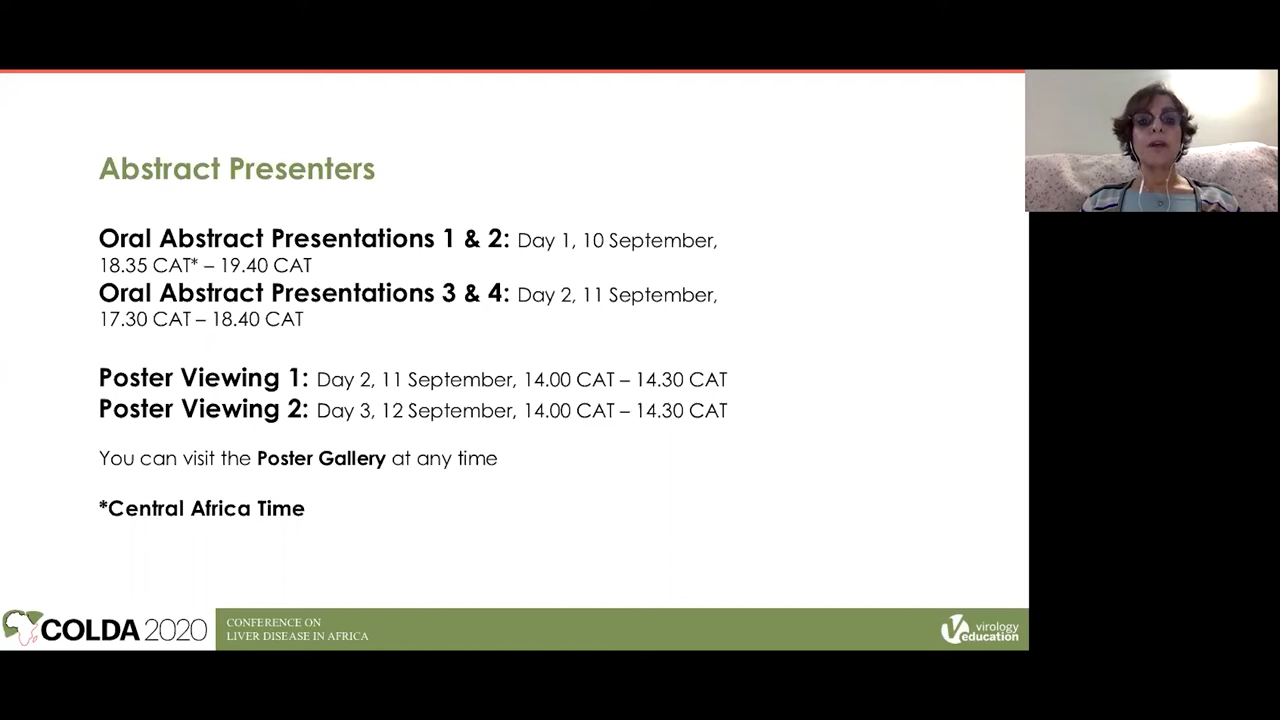 Abstract Presenters
Oral Abstract Presentations 1 & 2: Day 1, 10 September,
18.35 CAT* – 19.40 CAT
Oral Abstract Presentations 3 & 4: Day 2, 11 September,
17.30 CAT – 18.40 CAT
Poster Viewing 1: Day 2, 11 September, 14.00 CAT – 14.30 CAT
Poster Viewing 2: Day 3, 12 September, 14.00 CAT – 14.30 CAT
You can visit the Poster Gallery at any time
*Central Africa Time
COLDA 2020
CONFERENCE ON
LIVER DISEASE IN AFRICA
virology
education